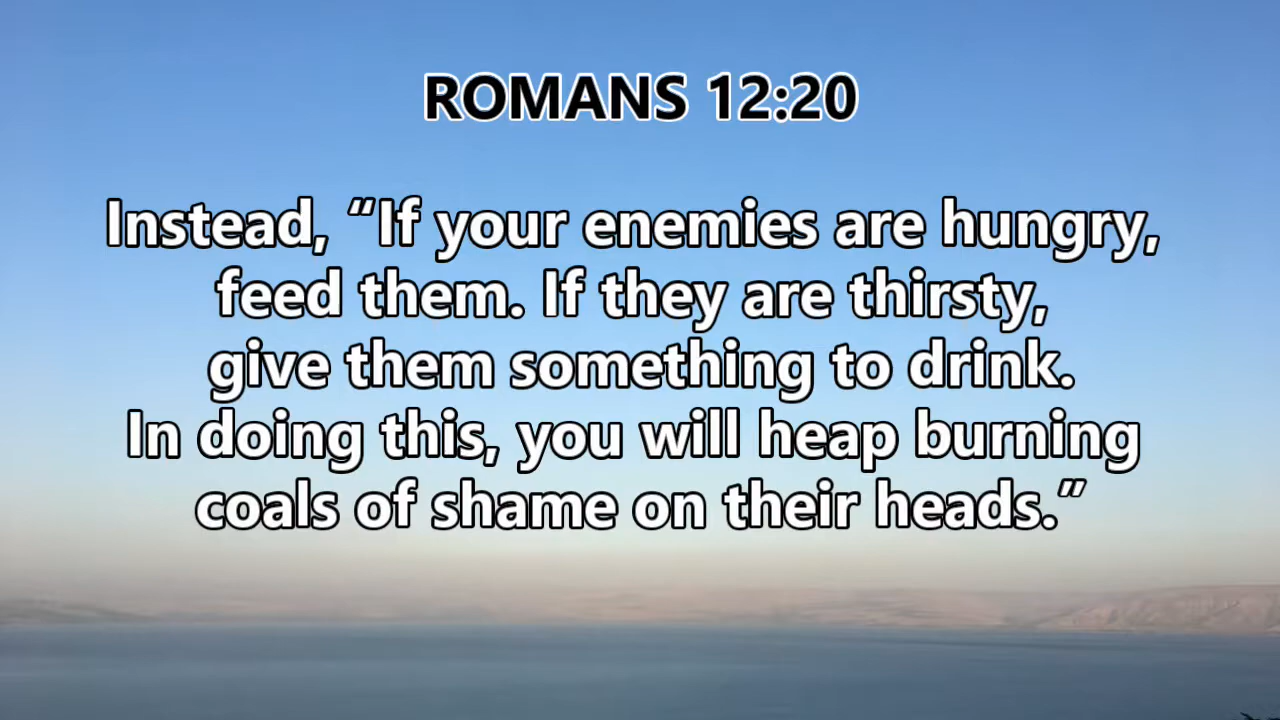 ROMANS 12:20
Instead, “If your enemies are hungry,
feed them. If they are thirsty,
give them something to drink.
In doing this, you will heap burning
coals of shame on their heads.”